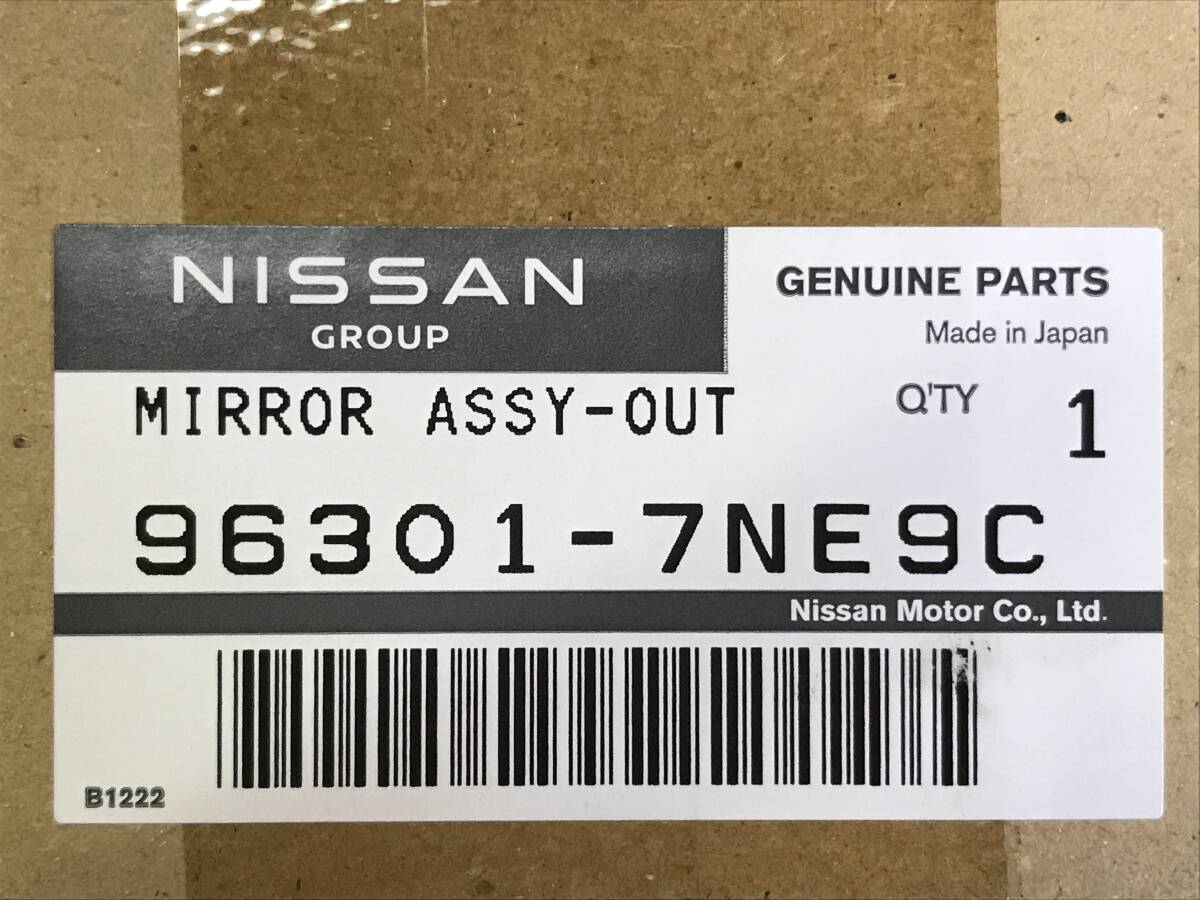 NISSAN
GROUP
GENUINE PARTS
Made in Japan
MIRROR ASSY-OUT
Q'TY 1
96301-7NE9C
Nissan Motor Co., Ltd.
B1222